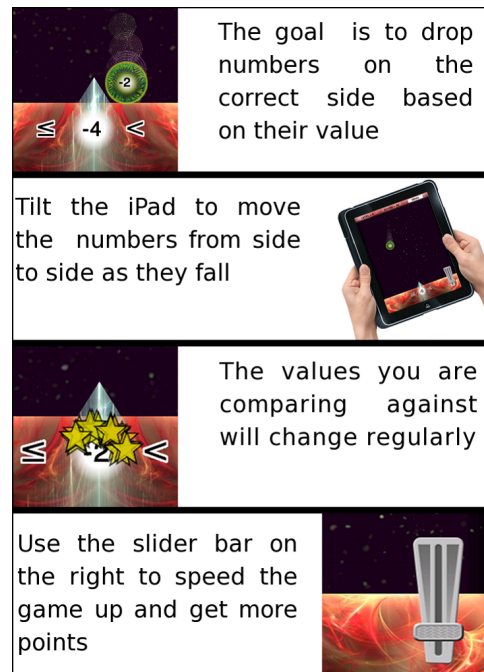 The goal is to drop
numbers on the
correct side based
on their value
-2
≤ -4 <
Tilt the iPad to move
the numbers from side
to side as they fall
The values you are
comparing against
will change regularly
≤ -2 <
Use the slider bar on
the right to speed the
game up and get more
points